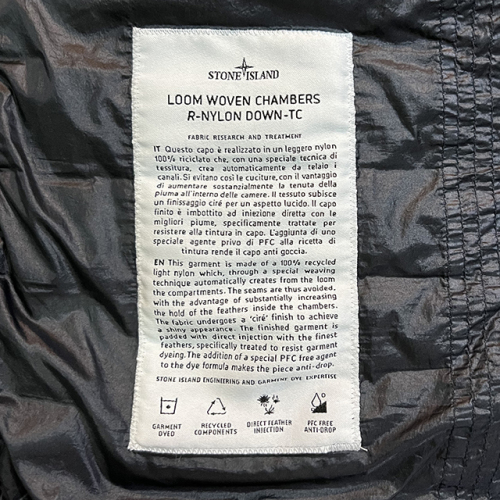 STONE ISLAND
LOOM WOVEN CHAMBERS
R-NYLON DOWN-TC
FABRIC RESEARCH AND TREATMENT
IT Questo capo è realizzato in un leggero nylon
100% riciclato che, con una speciale tecnica di
tessitura, crea automaticamente da telaio i
canali. Si evitano così le cuciture, con il vantaggio
di aumentare sostanzialmente la tenuta della
piuma all'interno delle camere. Il tessuto subisce
un finissaggio ciré per un aspetto lucido. Il capo
finito è imbottito ad iniezione diretta con le
migliori piume, specificamente trattate per
resistere alla tintura in capo. L'aggiunta di uno
speciale agente privo di PFC alla ricetta di
tintura rende il capo anti goccia.
EN This garment is made of a 100% recycled
light nylon which, through a special weaving
technique automatically creates from the loom
the compartments. The seams are thus avoided,
with the advantage of substantially increasing
the hold of the feathers inside the chambers.
The fabric undergoes a 'ciré' finish to achieve
a shiny appearance. The finished garment is
padded with direct injection with the finest
feathers, specifically treated to resist garment
dyeing. The addition of a special PFC free agent
to the dye formula makes the piece anti-drop.
STONE ISLAND ENGINEERING AND GARMENT DYE EXPERTISE
GARMENT DYED
RECYCLED COMPONENTS
DIRECT FEATHER INJECTION
PFC FREE ANTI-DROP